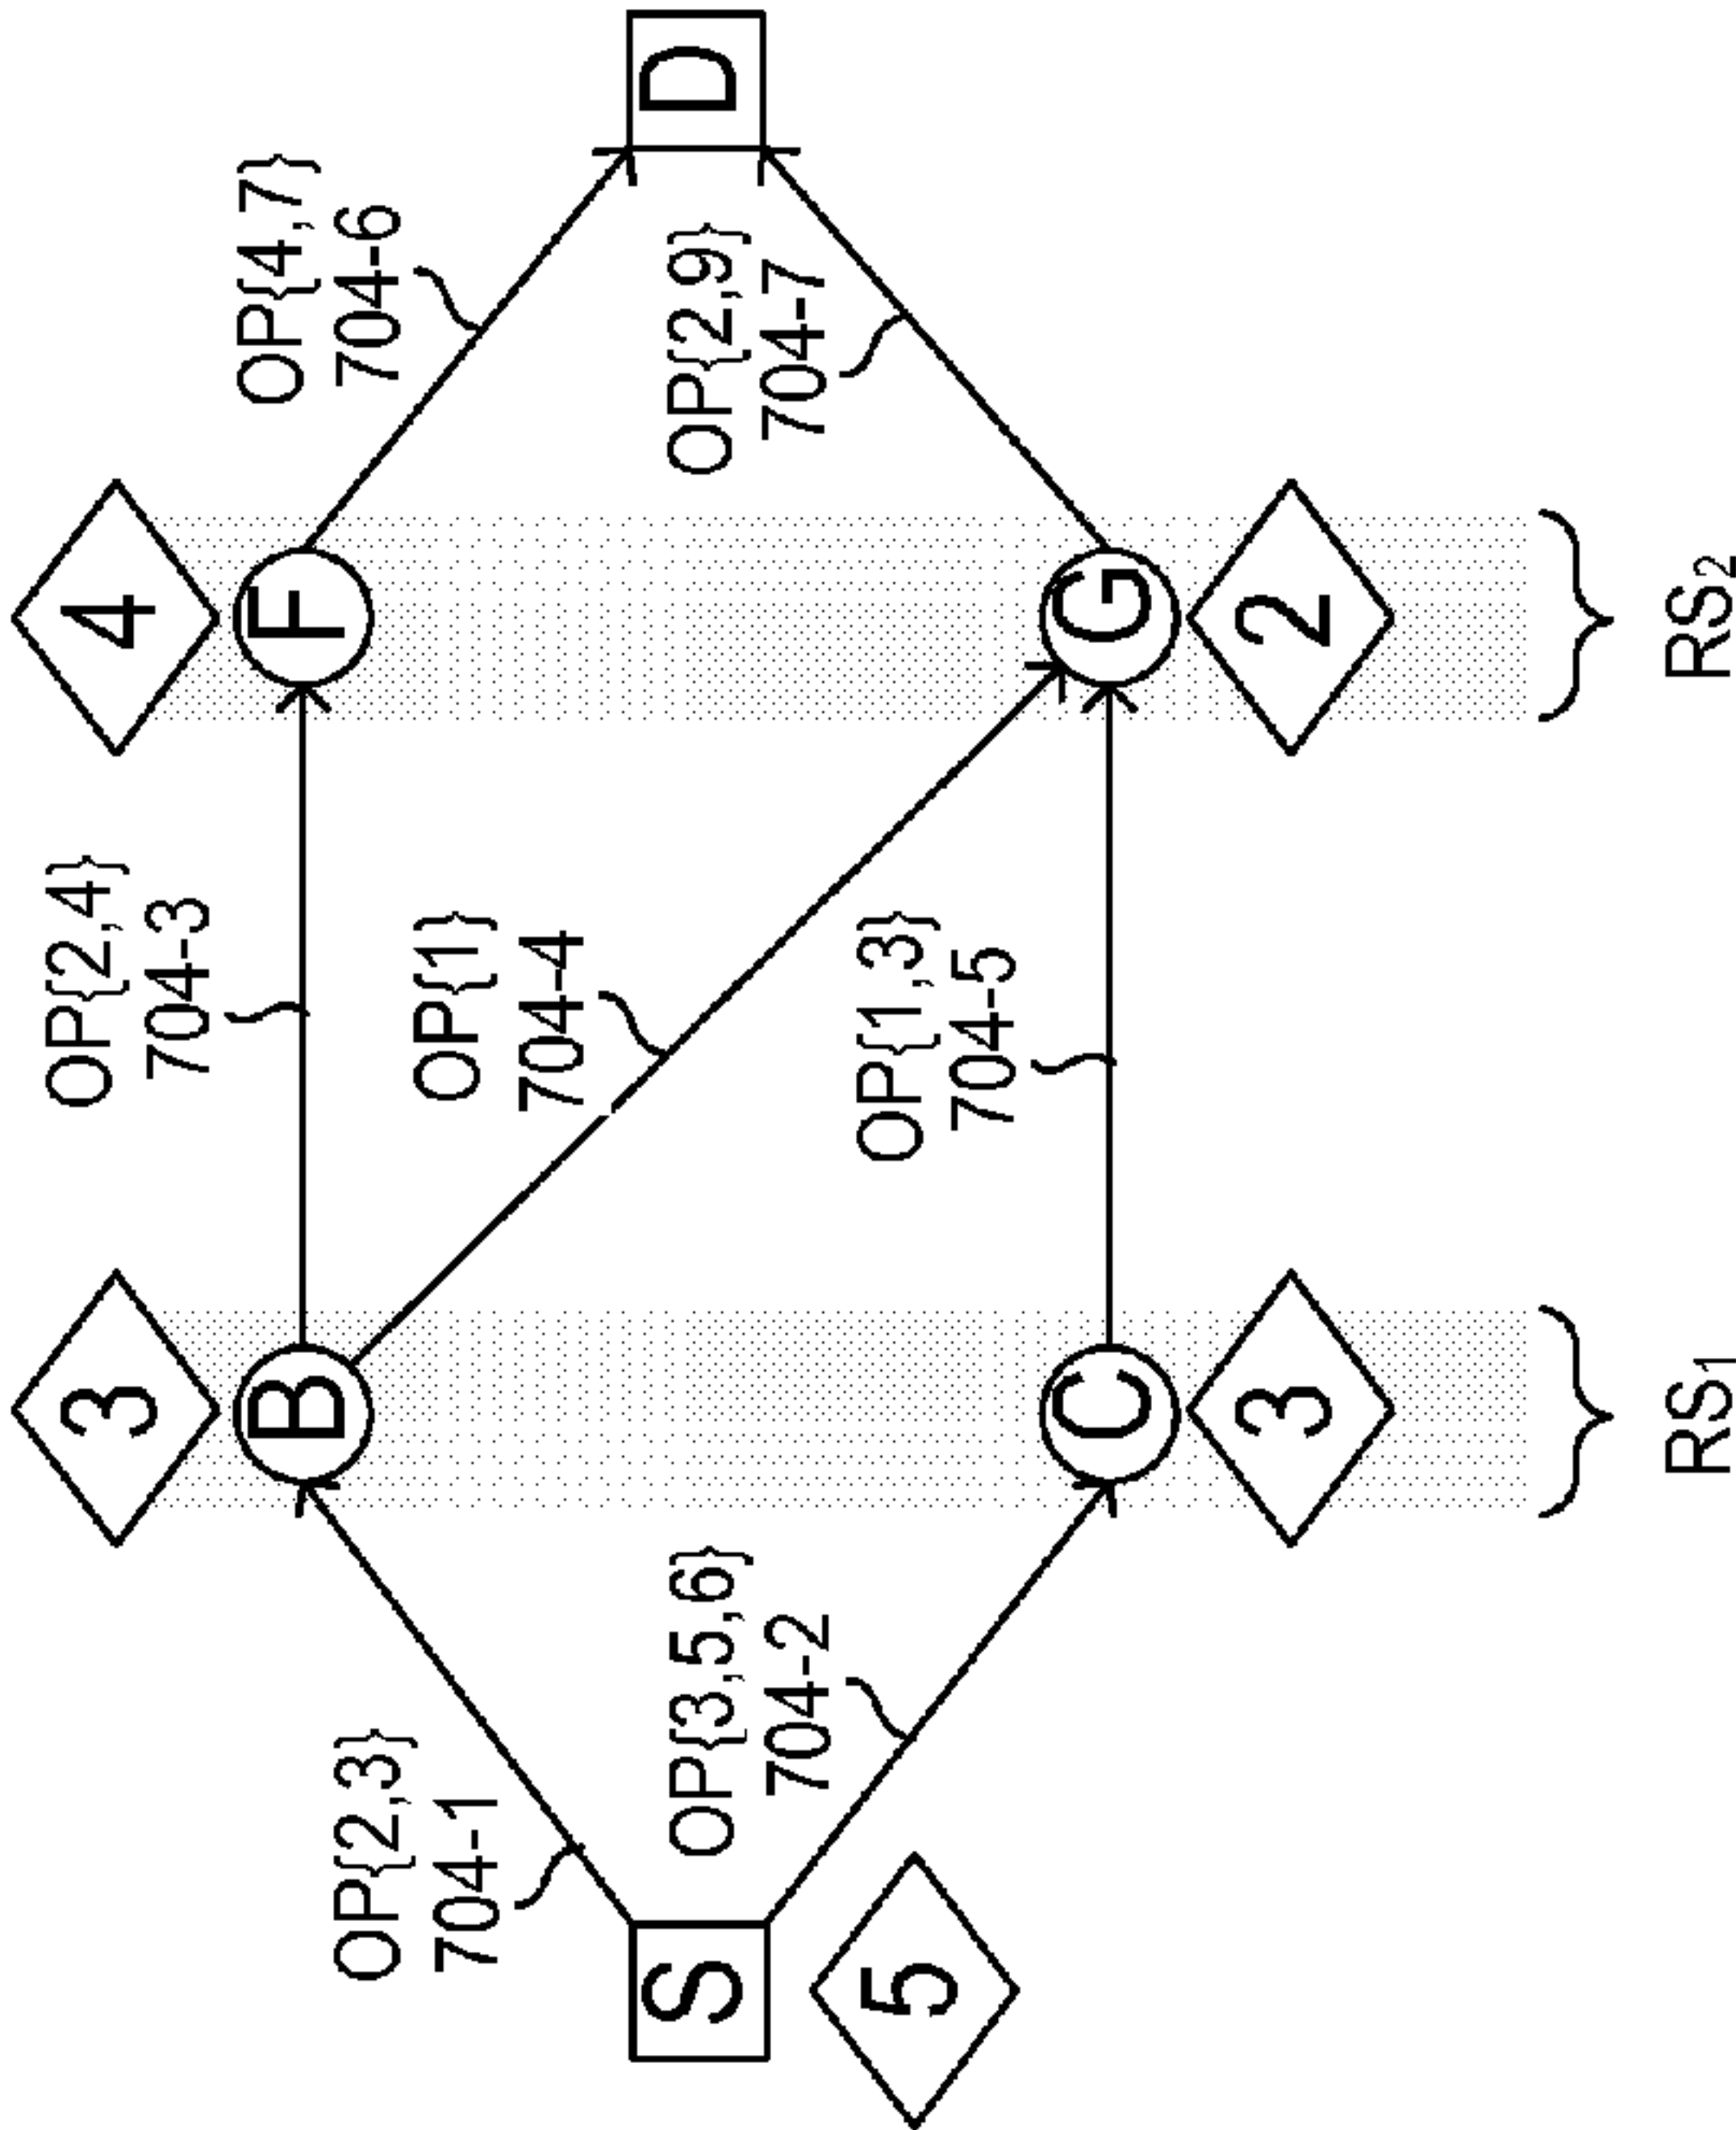 3
4
OP{2,4}
704-3
B
F
OP{2,3}
704-1
OP{4,7}
704-6
OP{1}
704-4
S
D
OP{3,5,6}
704-2
OP{2,9}
704-7
OP{1,3}
704-5
5
C
G
3
2
RS1
RS2